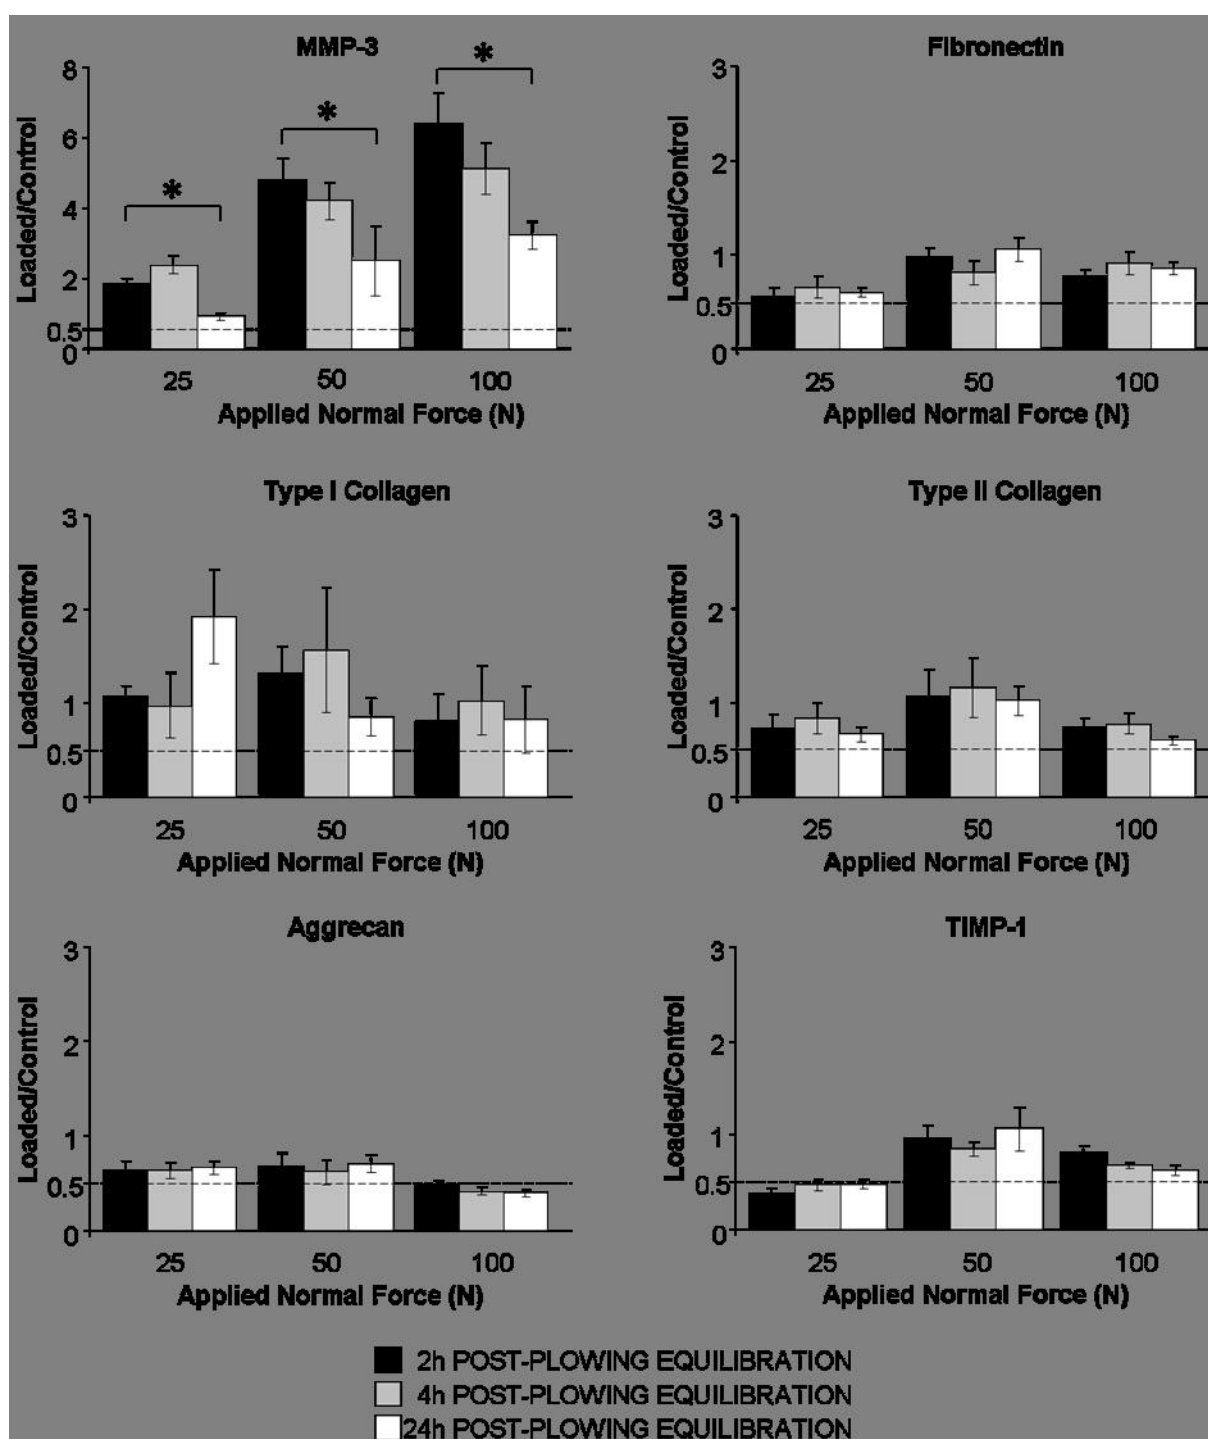 MMP-3
*
*
*
Loaded/Control
8
6
4
2
0.5
0
25 50 100
Applied Normal Force (N)
Fibronectin
Loaded/Control
3
2
1
0.5
0
25 50 100
Applied Normal Force (N)
Type I Collagen
Loaded/Control
3
2
1
0.5
0
25 50 100
Applied Normal Force (N)
Type II Collagen
Loaded/Control
3
2
1
0.5
0
25 50 100
Applied Normal Force (N)
Aggrecan
Loaded/Control
3
2
1
0.5
0
25 50 100
Applied Normal Force (N)
TIMP-1
Loaded/Control
3
2
1
0.5
0
25 50 100
Applied Normal Force (N)
2h POST-PLOWING EQUILIBRATION
4h POST-PLOWING EQUILIBRATION
24h POST-PLOWING EQUILIBRATION